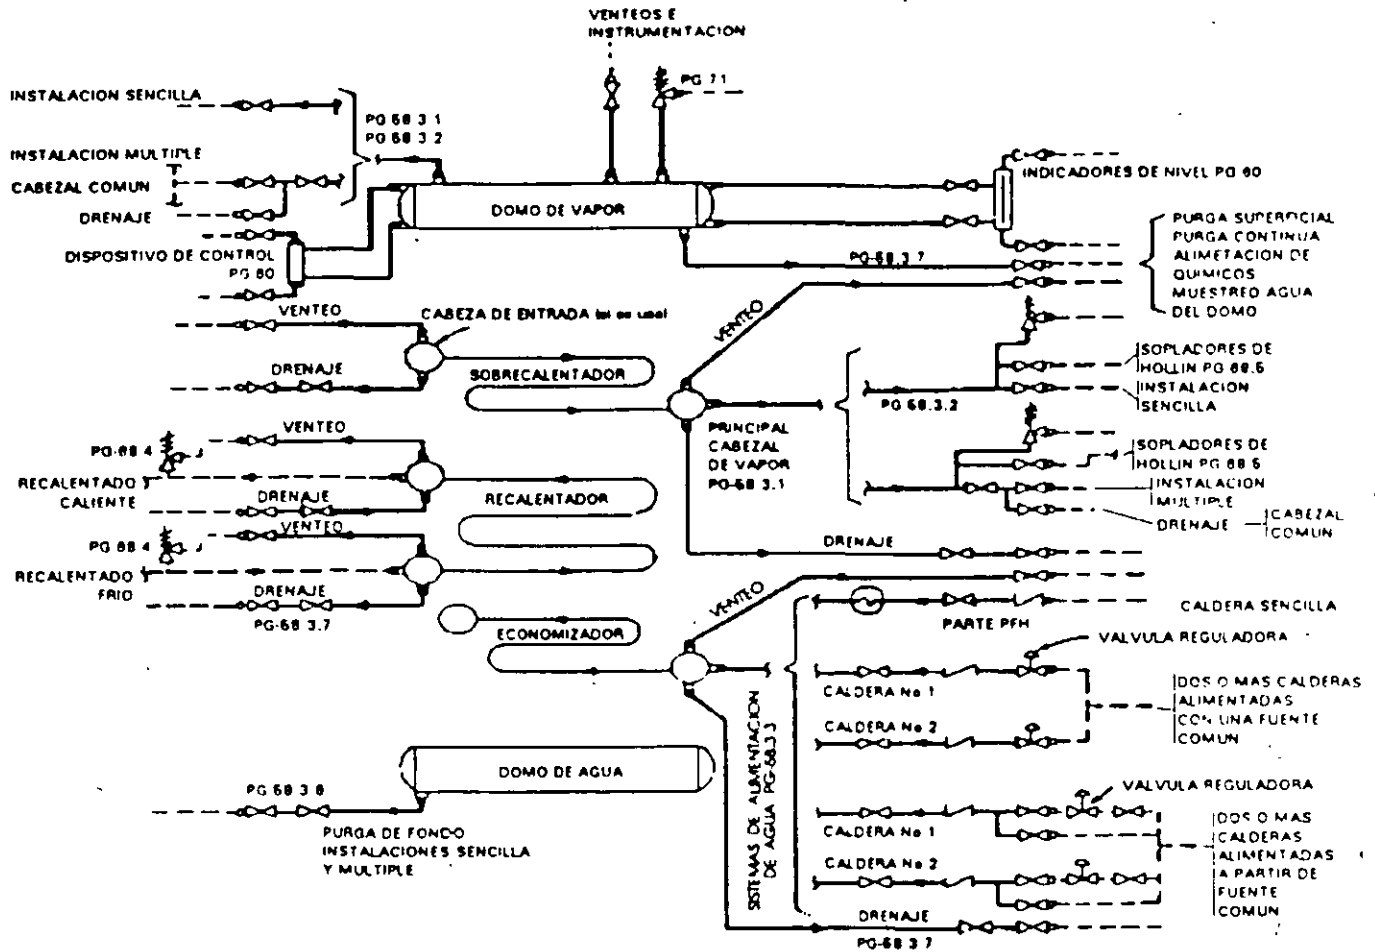 VENTEOS E
INSTRUMENTACION
PG 71
INSTALACION SENCILLA
PG 68 3 1
PG 68 3 2
INSTALACION MULTIPLE
CABEZAL COMUN
DRENAJE
DOMO DE VAPOR
INDICADORES DE NIVEL PG 60
DISPOSITIVO DE CONTROL
PG 60
PG-68.3.7
PURGA SUPERFICIAL
PURGA CONTINUA
ALIMETACION DE
QUIMICOS
MUESTREO AGUA
DEL DOMO
VENTEO
CABEZA DE ENTRADA (si se usa)
VENTEO
DRENAJE
SOBRECALENTADOR
SOPLADORES DE
HOLLIN PG 68.5
INSTALACION
SENCILLA
PG 68.3.2
PRINCIPAL
CABEZAL
DE VAPOR
PG-68 3.1
VENTEO
PG-68 4
RECALENTADO
CALIENTE
DRENAJE
RECALENTADOR
SOPLADORES DE
HOLLIN PG 68.5
INSTALACION
MULTIPLE
DRENAJE
CABEZAL
COMUN
VENTEO
PG 68 4
RECALENTADO
FRIO
DRENAJE
PG-68 3.7
DRENAJE
VENTEO
ECONOMIZADOR
PARTE PFH
CALDERA SENCILLA
VALVULA REGULADORA
CALDERA No 1
CALDERA No 2
DOS O MAS CALDERAS
ALIMENTADAS
CON UNA FUENTE
COMUN
SISTEMAS DE ALIMENTACION
DE AGUA PG-68.3 3
DOMO DE AGUA
PURGA DE FONDO
INSTALACIONES SENCILLA
Y MULTIPLE
VALVULA REGULADORA
CALDERA No 1
CALDERA No 2
DOS O MAS
CALDERAS
ALIMENTADAS
A PARTIR DE
FUENTE
COMUN
DRENAJE
PG-68 3 7